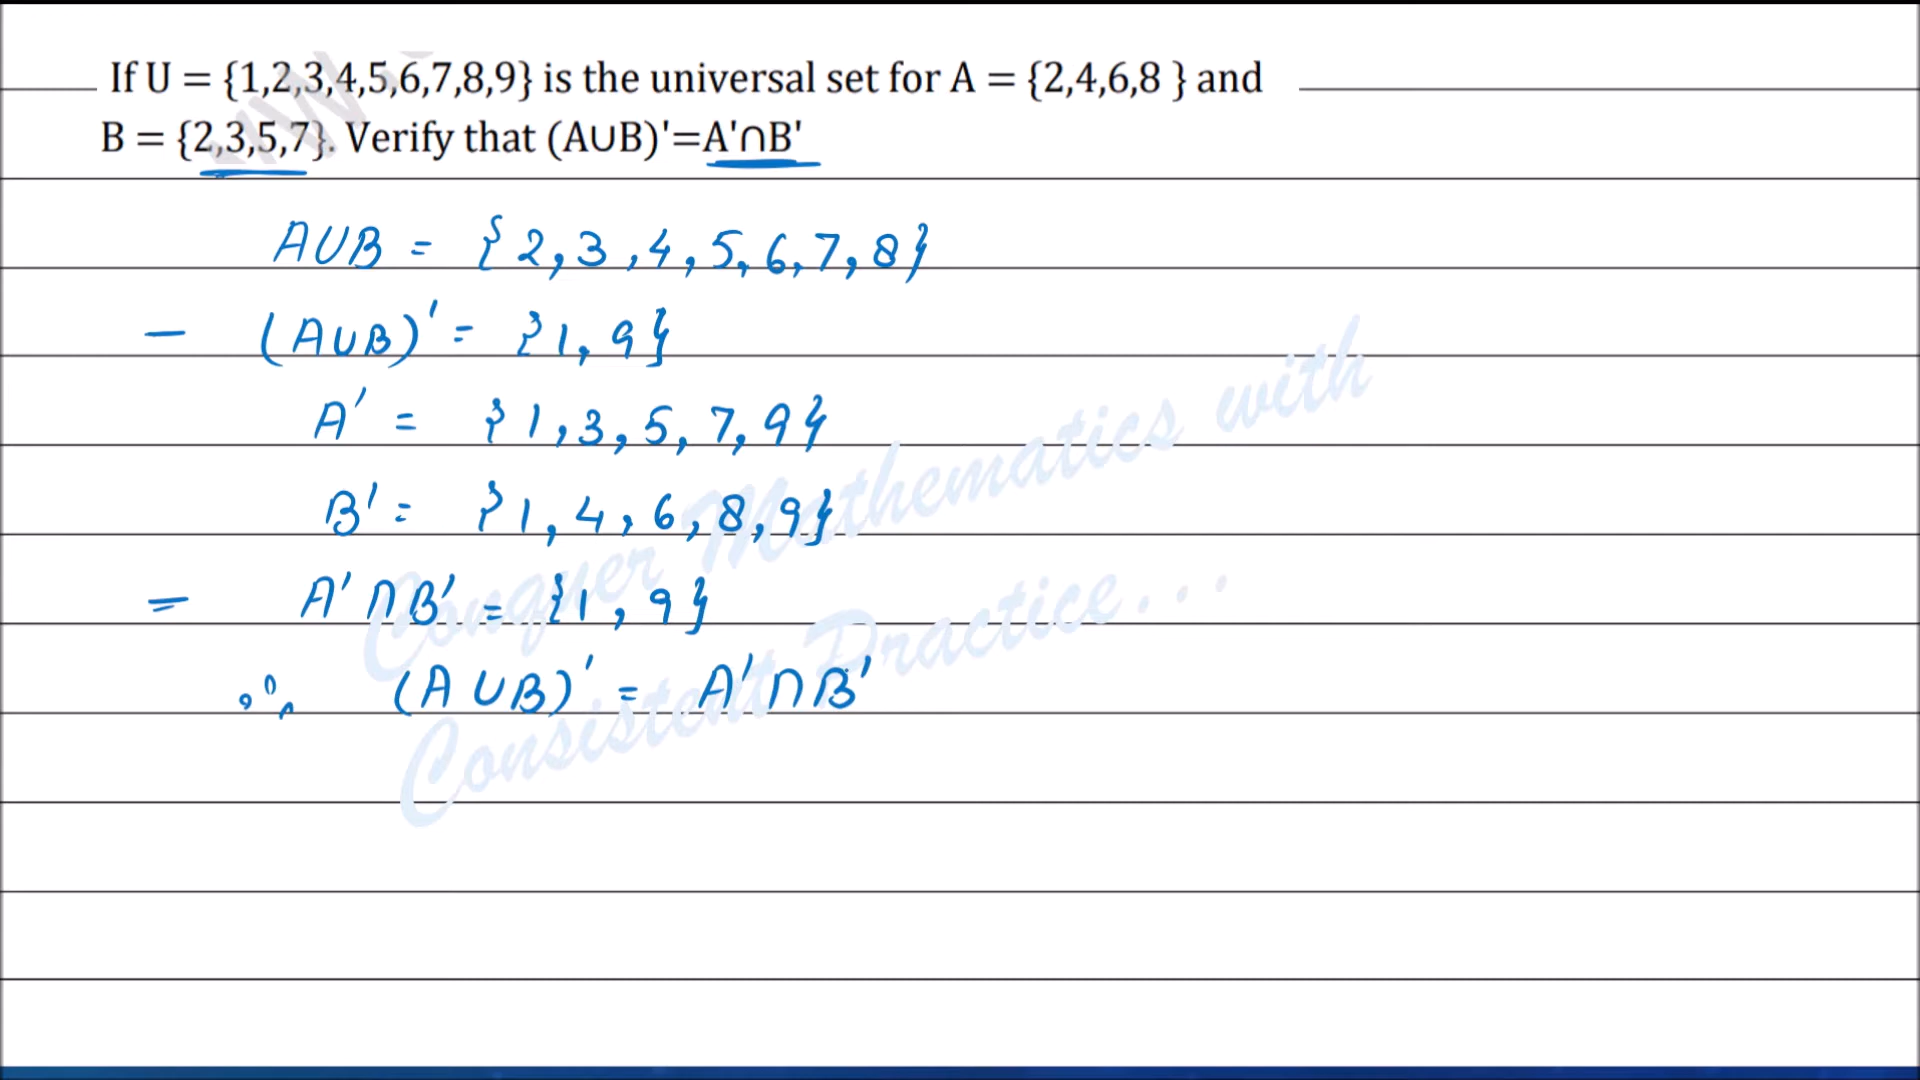 If U = {1,2,3,4,5,6,7,8,9} is the universal set for A = {2,4,6,8 } and
B = {2,3,5,7}. Verify that (A∪B)'=A'∩B'
A∪B = {2,3,4,5,6,7,8}
(A∪B)' = {1,9}
A' = {1,3,5,7,9}
B' = {1,4,6,8,9}
A'∩B' = {1,9}
∴ (A∪B)' = A'∩B'
Conquer Mathematics with
Consistent Practice...